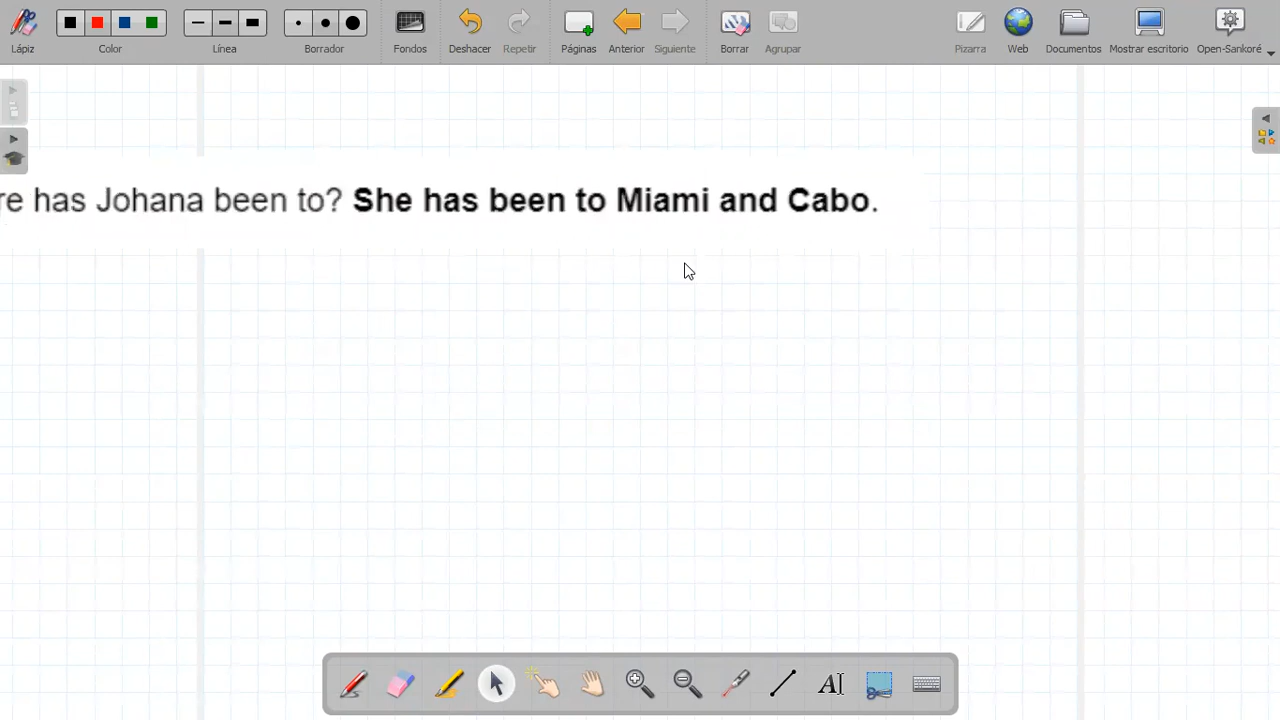 Lápiz
Color
Línea
Borrador
Fondos
Deshacer
Repetir
Páginas
Anterior
Siguiente
Borrar
Agrupar
Pizarra
Web
Documentos
Mostrar escritorio
Open-Sankoré
re has Johana been to? She has been to Miami and Cabo.